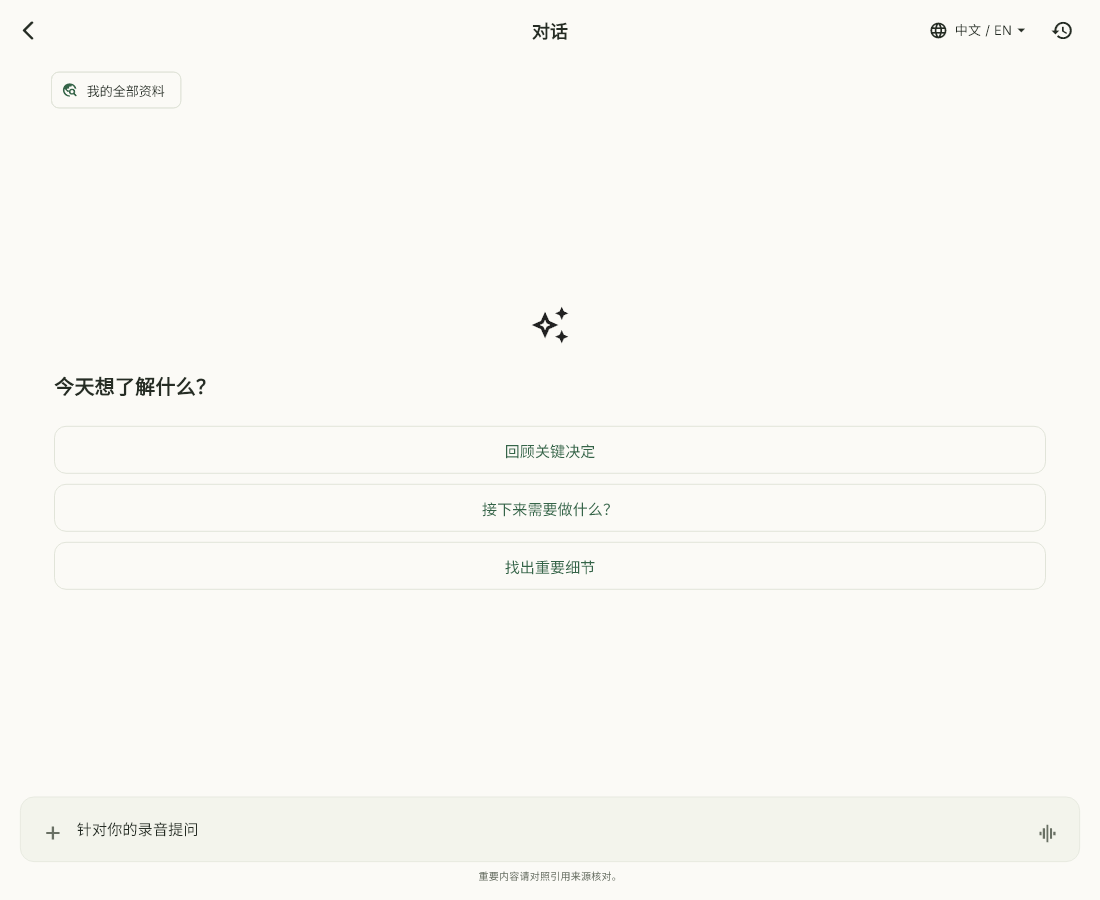 对话
中文 / EN
我的全部资料
今天想了解什么？
回顾关键决定
接下来需要做什么？
找出重要细节
针对你的录音提问
重要内容请对照引用来源核对。